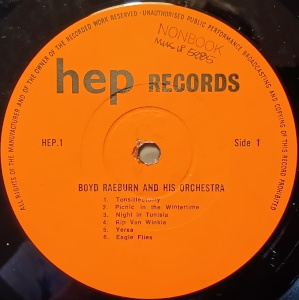 ALL RIGHTS OF THE MANUFACTURER AND OF THE OWNER OF THE RECORDED WORK RESERVED · UNAUTHORISED PUBLIC PERFORMANCE BROADCASTING AND COPYING OF THIS RECORD PROHIBITED
NONBOOK
hep RECORDS
HEP.1
Side 1
BOYD RAEBURN AND HIS ORCHESTRA
1. Tonsillectomy
2. Picnic in the Wintertime
3. Night in Tunisia
4. Rip Van Winkle
5. Yersa
6. Eagle Flies